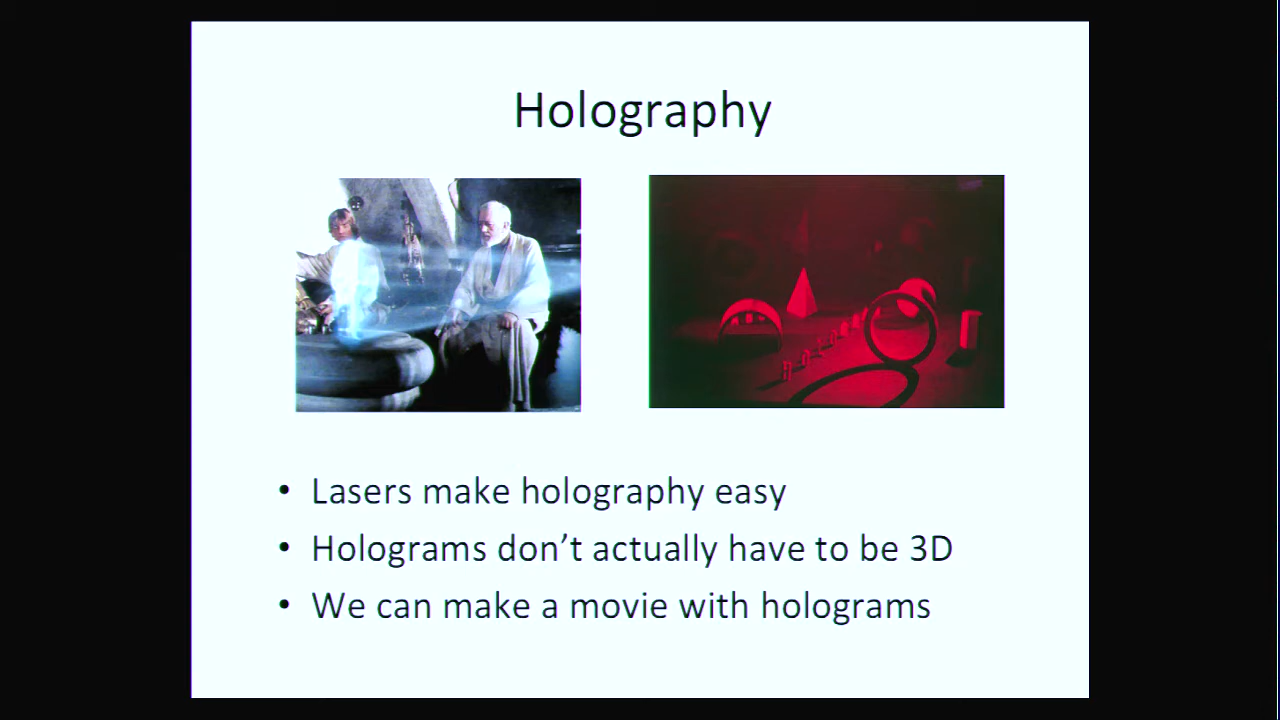 Holography
• Lasers make holography easy
• Holograms don’t actually have to be 3D
• We can make a movie with holograms